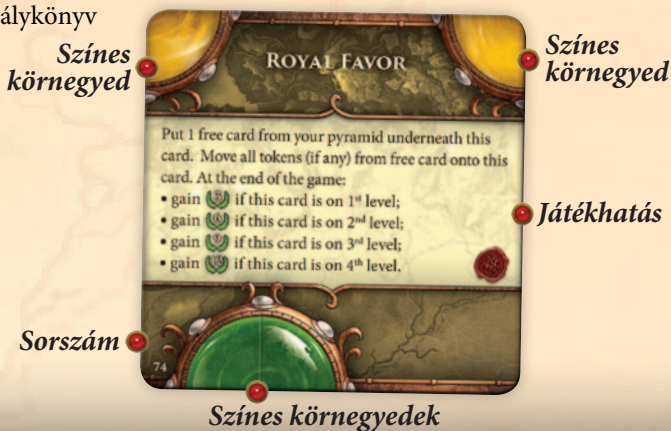 álykönyv
Színes
körnegyed
Színes
körnegyed
ROYAL FAVOR
Put 1 free card from your pyramid underneath this
card. Move all tokens (if any) from free card onto this
card. At the end of the game:
• gain if this card is on 1st level;
• gain if this card is on 2nd level;
• gain if this card is on 3rd level;
• gain if this card is on 4th level.
Játékhatás
Sorszám
74
Színes körnegyedek